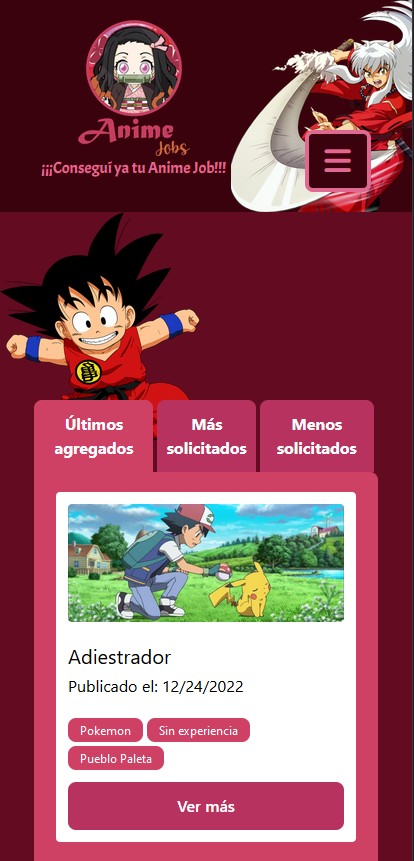 Anime
Jobs
¡¡¡Conseguí ya tu Anime Job!!!
Últimos
agregados
Más
solicitados
Menos
solicitados
Adiestrador
Publicado el: 12/24/2022
Pokemon
Sin experiencia
Pueblo Paleta
Ver más